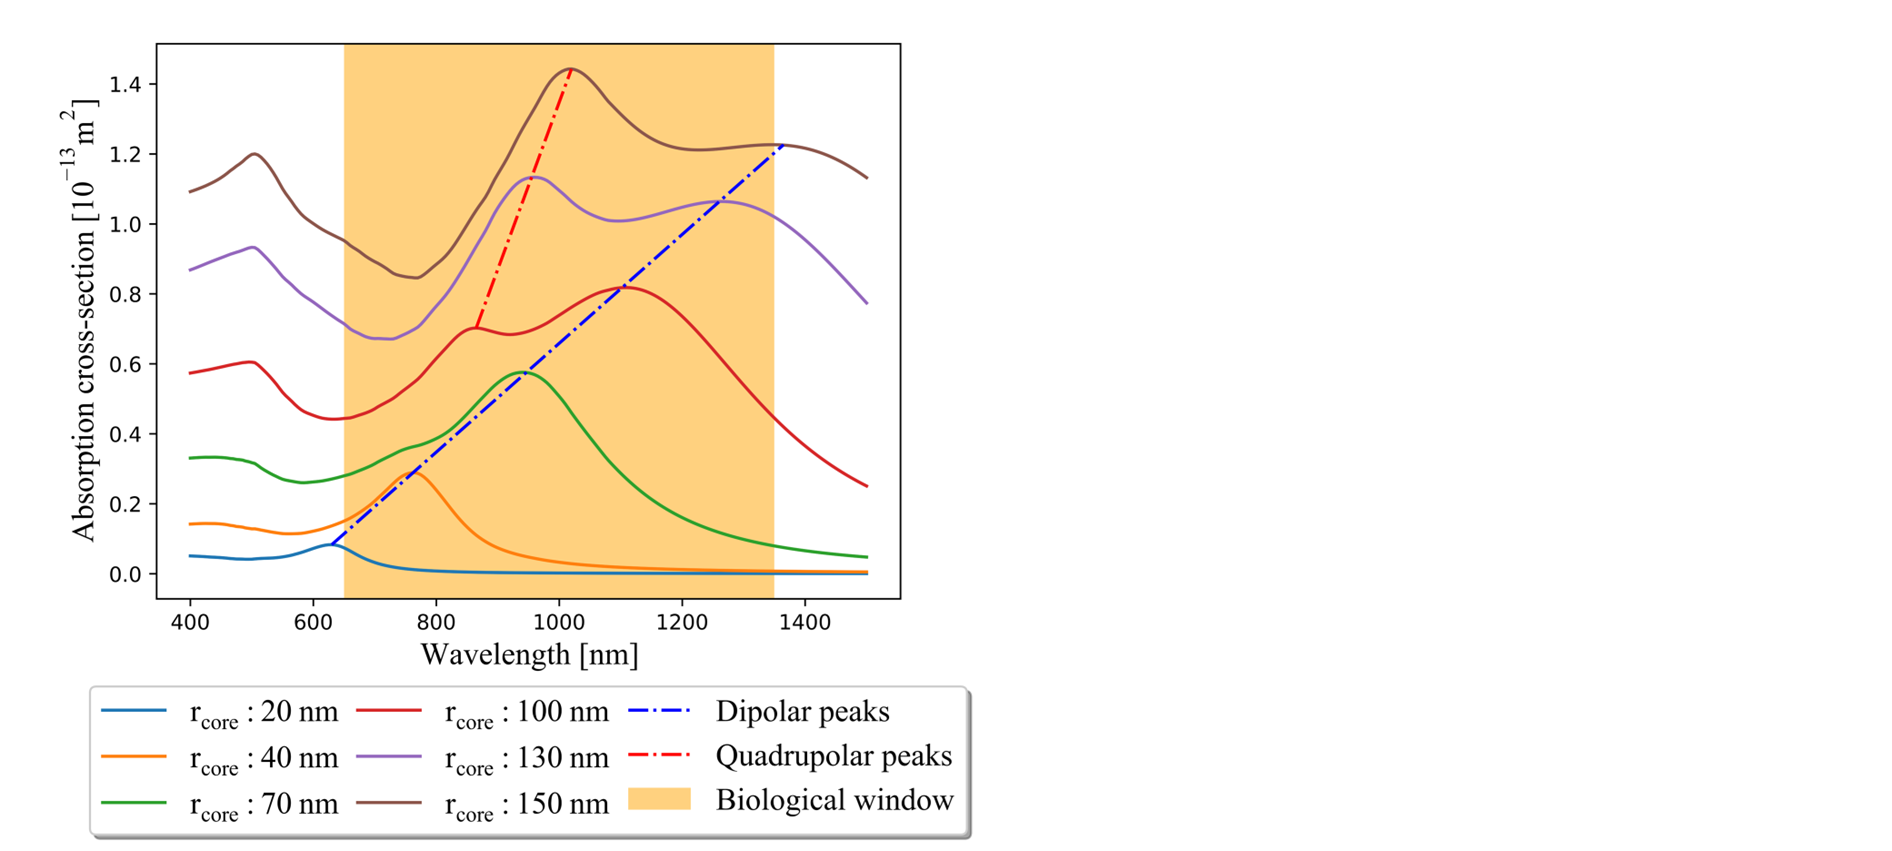 1.4
1.2
1.0
0.8
0.6
0.4
0.2
0.0
Absorption cross-section [10⁻¹³ m²]
400 600 800 1000 1200 1400
Wavelength [nm]
r_core : 20 nm r_core : 100 nm Dipolar peaks
r_core : 40 nm r_core : 130 nm Quadrupolar peaks
r_core : 70 nm r_core : 150 nm Biological window